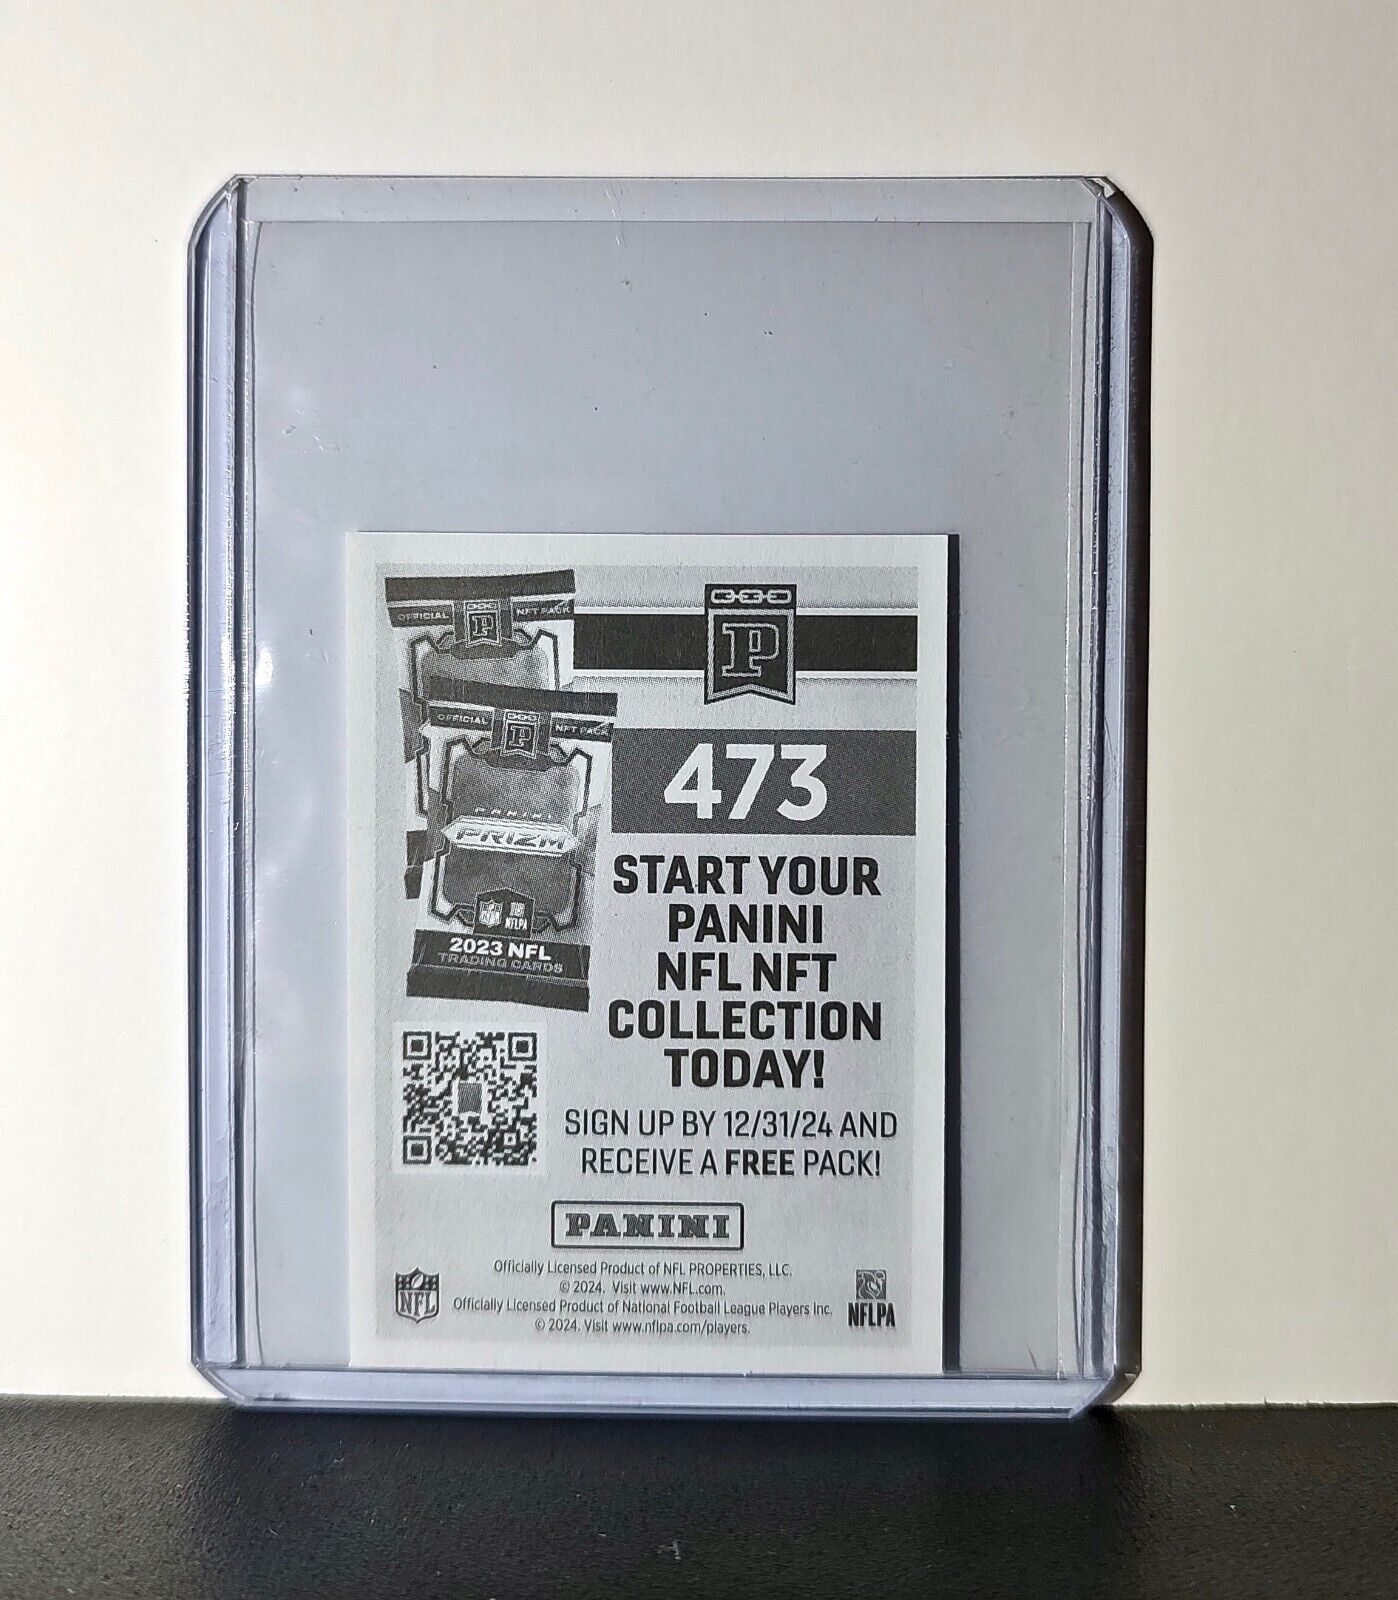 OFFICIAL P NFT PACK
OFFICIAL P NFT PACK
PANINI
PRIZM
NFL NFLPA
2023 NFL
TRADING CARDS
P
473
START YOUR
PANINI
NFL NFT
COLLECTION
TODAY!
SIGN UP BY 12/31/24 AND
RECEIVE A FREE PACK!
PANINI
Officially Licensed Product of NFL PROPERTIES, LLC.
© 2024. Visit www.NFL.com.
Officially Licensed Product of National Football League Players Inc.
© 2024. Visit www.nflpa.com/players.
NFL
NFLPA